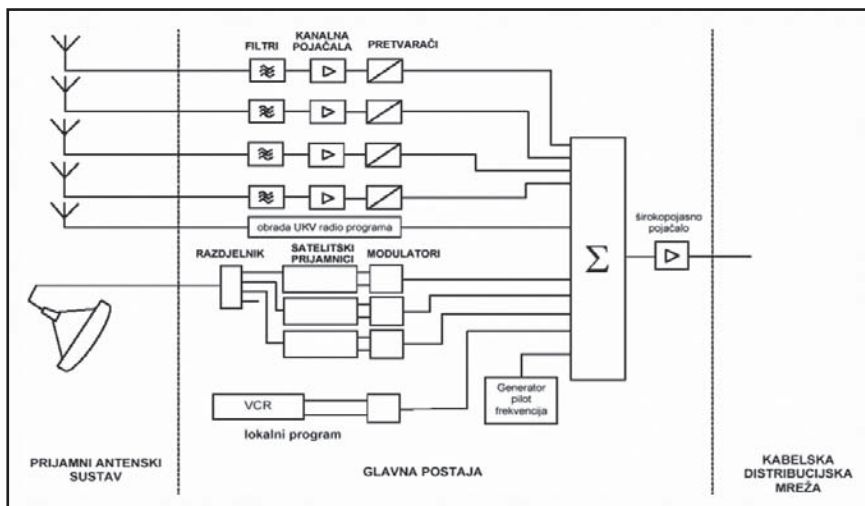 FILTRI
KANALNA
POJAČALA
PRETVARAČI
obrada UKV radio programa
širokopojasno
pojačalo
RAZDJELNIK
SATELITSKI
PRIJAMNICI
MODULATORI
Σ
VCR
lokalni program
Generator
pilot
frekvencija
PRIJAMNI ANTENSKI
SUSTAV
GLAVNA POSTAJA
KABELSKA
DISTRIBUCIJSKA
MREŽA